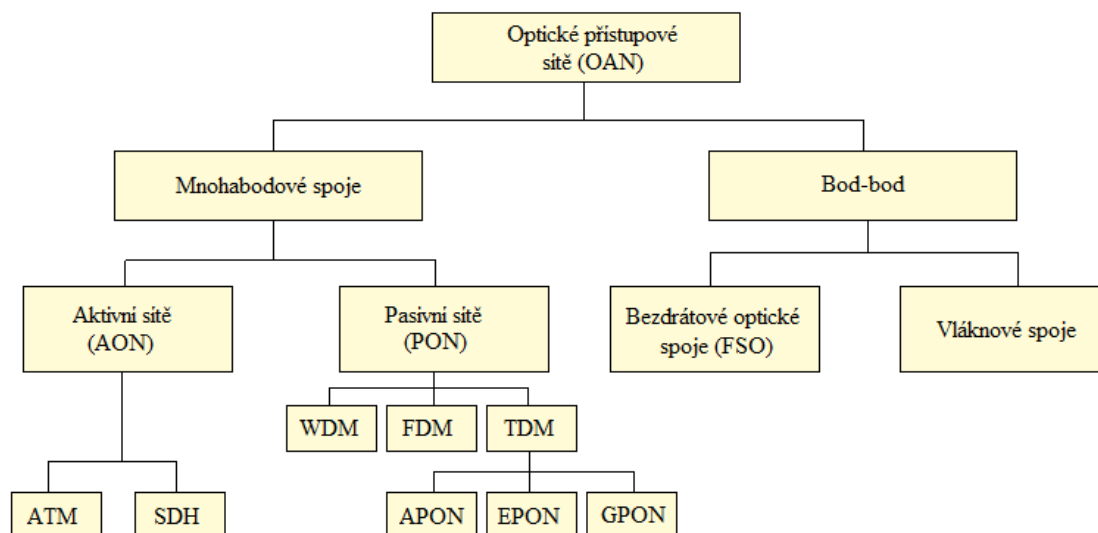 Optické přístupové
sítě (OAN)
Mnohabodové spoje
Bod-bod
Aktivní sítě
(AON)
Pasivní sítě
(PON)
Bezdrátové optické
spoje (FSO)
Vláknové spoje
WDM
FDM
TDM
ATM
SDH
APON
EPON
GPON